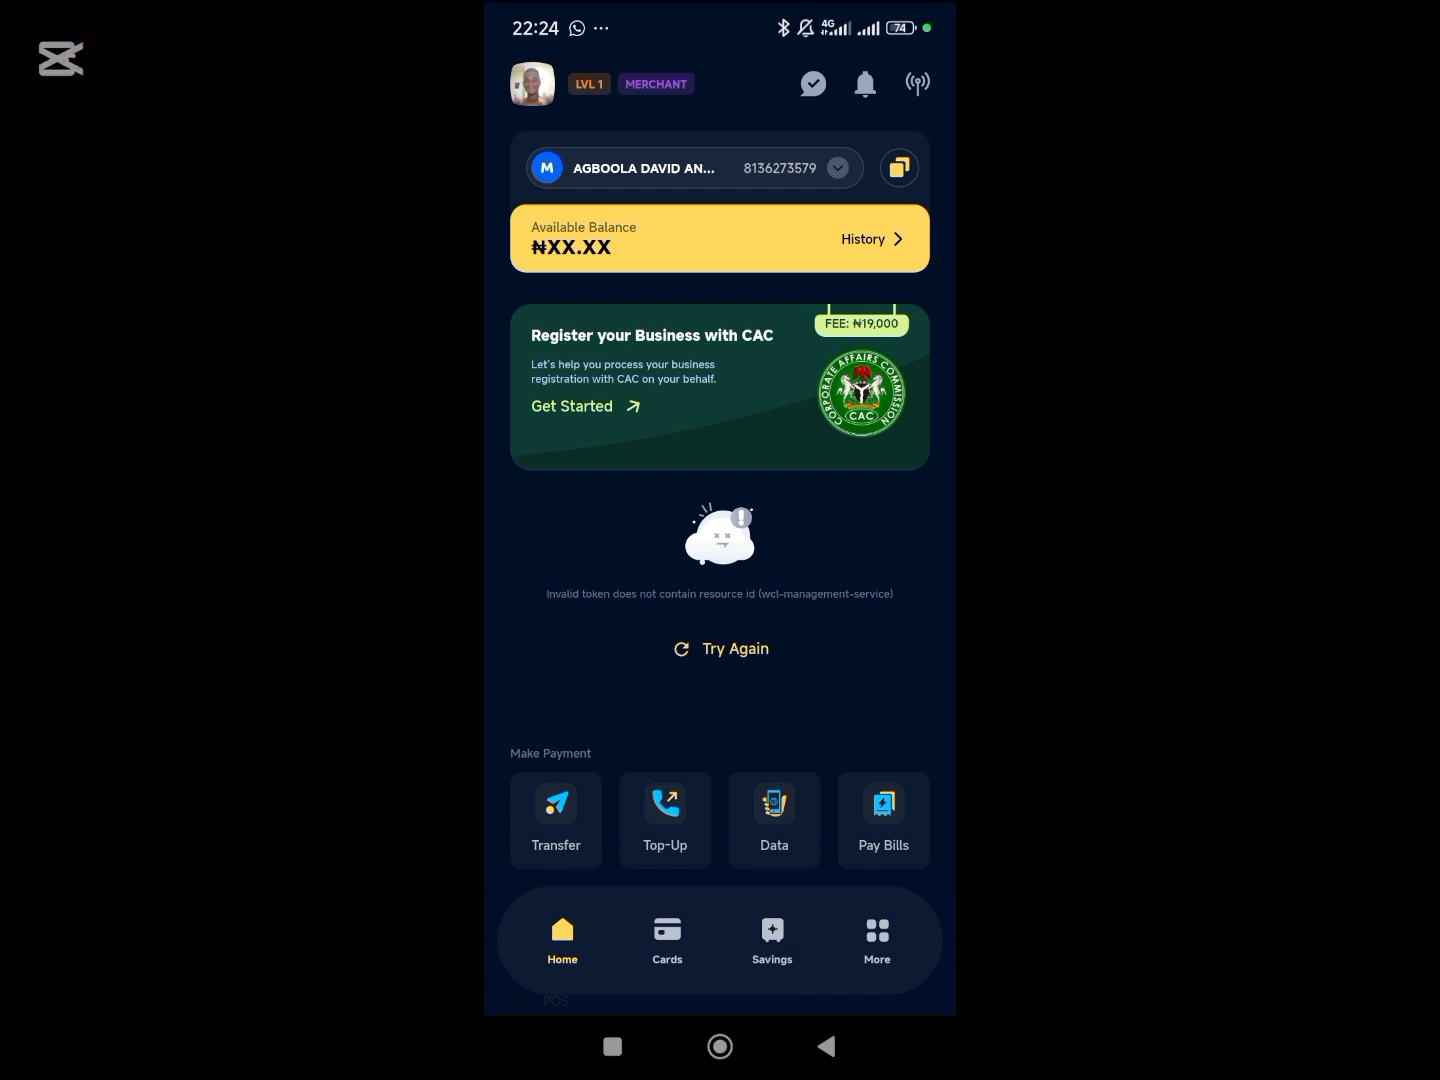 22:24 ... 4G 74
LVL 1 MERCHANT
M AGBOOLA DAVID AN... 8136273579
Available Balance
₦XX.XX
History
FEE: ₦19,000
Register your Business with CAC
Let's help you process your business
registration with CAC on your behalf.
Get Started
CORPORATE AFFAIRS COMMISSION
CAC
Invalid token does not contain resource id (wcl-management-service)
Try Again
Make Payment
Transfer Top-Up Data Pay Bills
Home Cards Savings More
POS